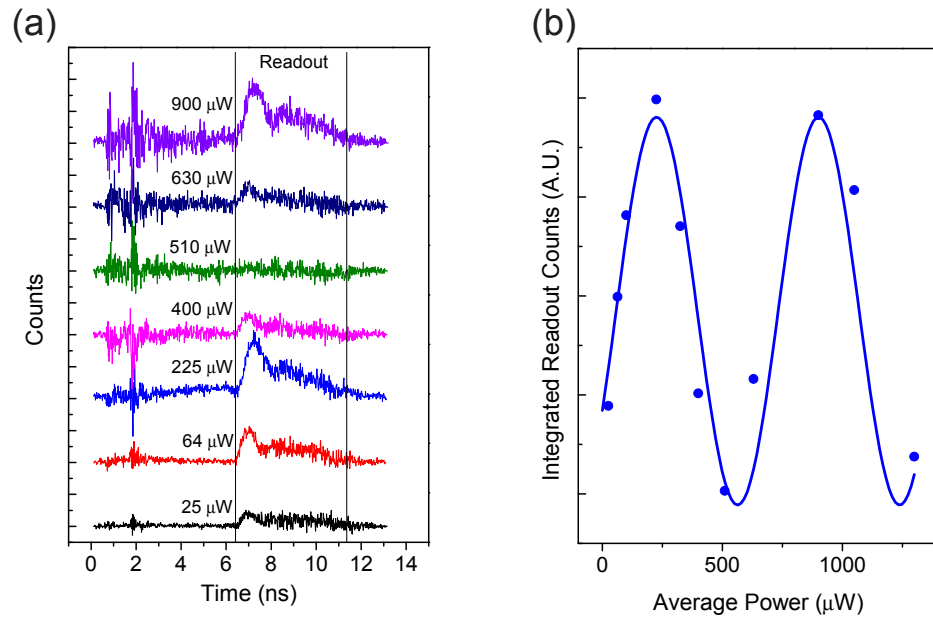 (a)
Readout
900 μW
630 μW
510 μW
400 μW
225 μW
64 μW
25 μW
Counts
0 2 4 6 8 10 12 14
Time (ns)
(b)
Integrated Readout Counts (A.U.)
0 500 1000
Average Power (μW)